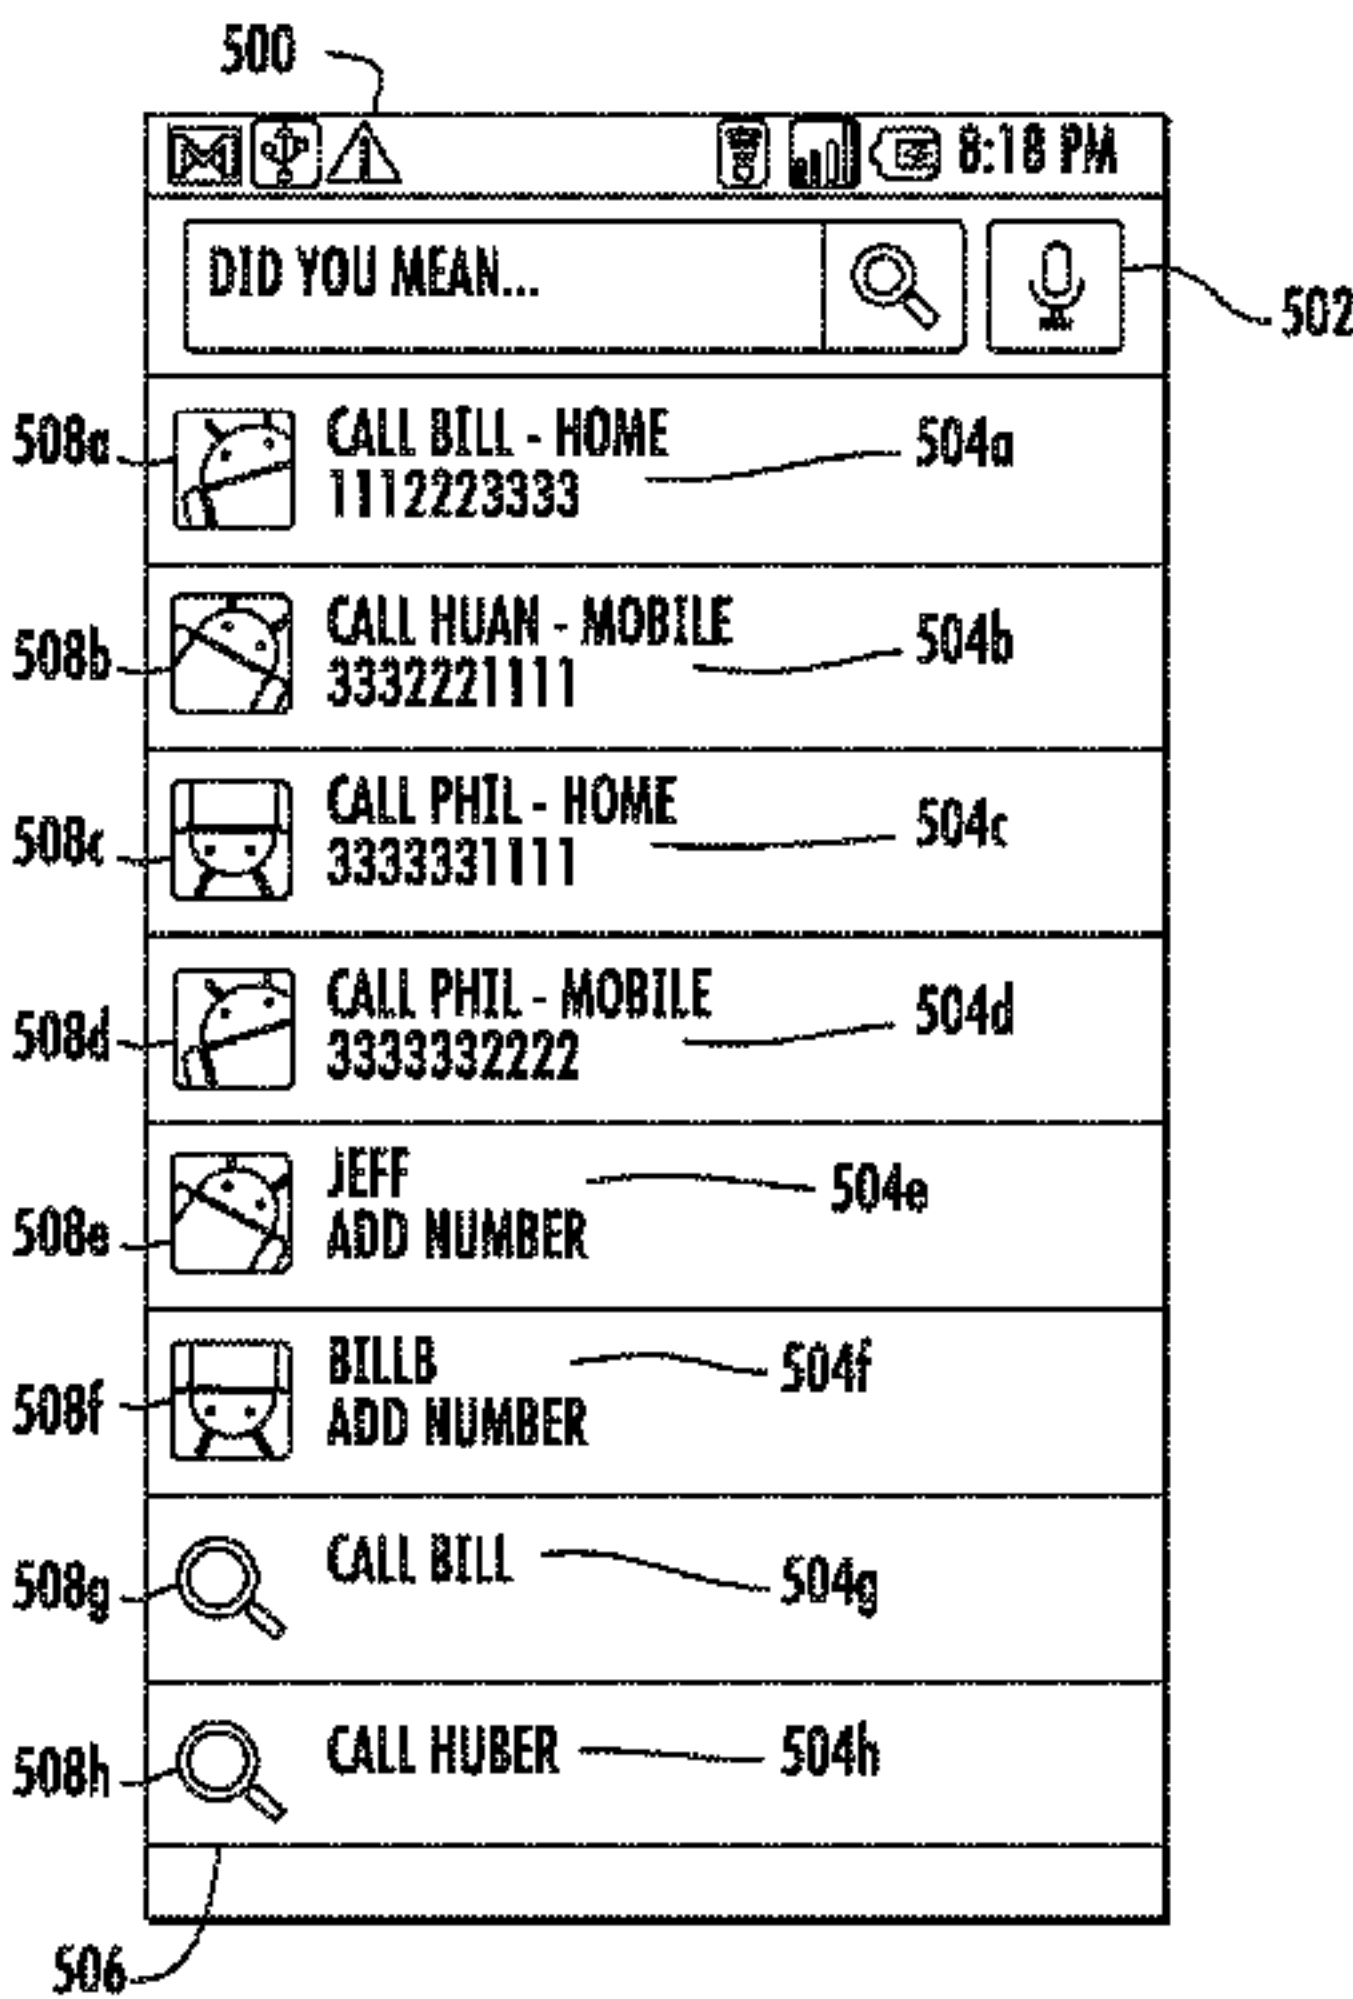 500
8:18 PM
DID YOU MEAN...
502
508a
CALL BILL - HOME
1112223333
504a
508b
CALL HUAN - MOBILE
3332221111
504b
508c
CALL PHIL - HOME
3333331111
504c
508d
CALL PHIL - MOBILE
3333332222
504d
508e
JEFF
ADD NUMBER
504e
508f
BILLB
ADD NUMBER
504f
508g
CALL BILL
504g
508h
CALL HUBER
504h
506